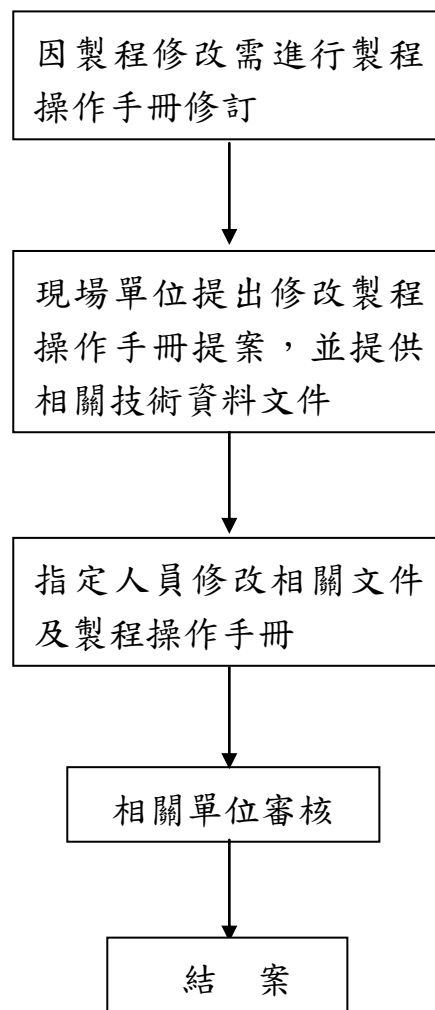 因製程修改需進行製程
操作手冊修訂
現場單位提出修改製程
操作手冊提案，並提供
相關技術資料文件
指定人員修改相關文件
及製程操作手冊
相關單位審核
結　案